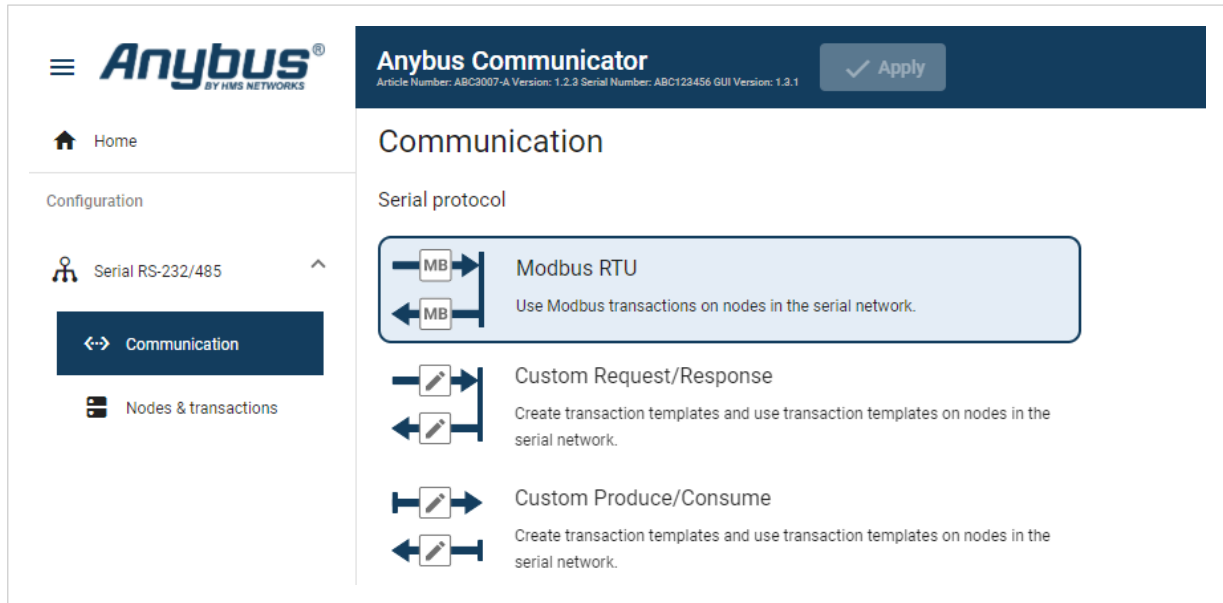 Anybus®
BY HMS NETWORKS
Anybus Communicator
Article Number: ABC3007-A Version: 1.2.3 Serial Number: ABC123456 GUI Version: 1.3.1
Apply
Home
Configuration
Serial RS-232/485
Communication
Nodes & transactions
Communication
Serial protocol
MB
MB
Modbus RTU
Use Modbus transactions on nodes in the serial network.
Custom Request/Response
Create transaction templates and use transaction templates on nodes in the
serial network.
Custom Produce/Consume
Create transaction templates and use transaction templates on nodes in the
serial network.